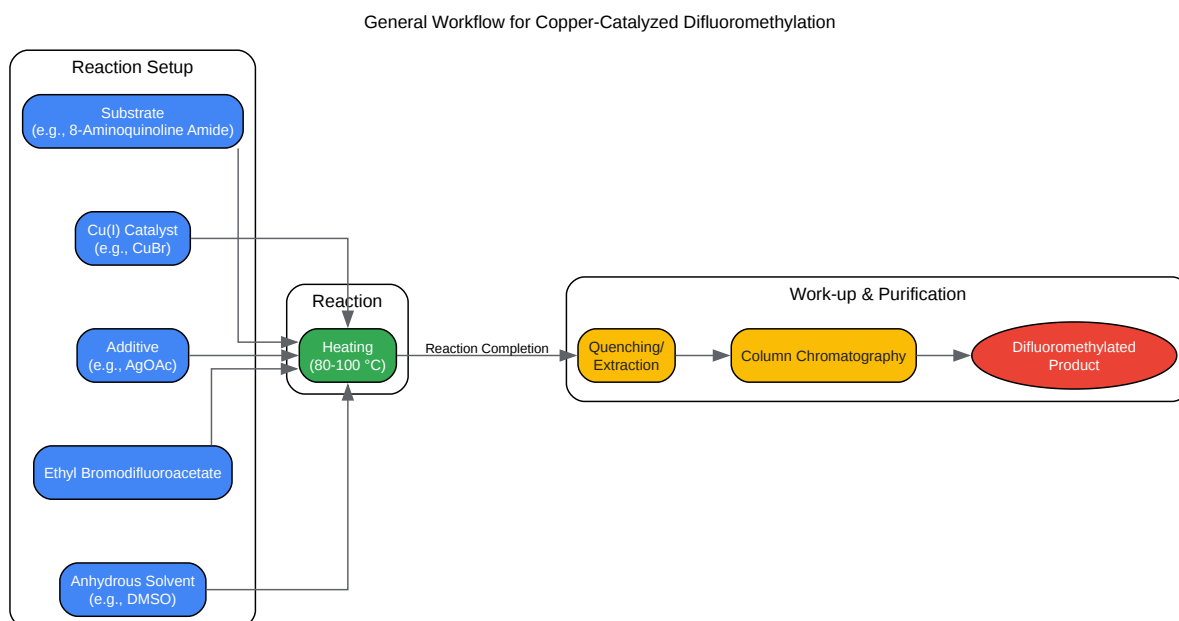 General Workflow for Copper-Catalyzed Difluoromethylation
Reaction Setup
Substrate
(e.g., 8-Aminoquinoline Amide)
Cu(I) Catalyst
(e.g., CuBr)
Additive
(e.g., AgOAc)
Ethyl Bromodifluoroacetate
Anhydrous Solvent
(e.g., DMSO)
Reaction
Heating
(80-100 °C)
Reaction Completion
Work-up & Purification
Quenching/
Extraction
Column Chromatography
Difluoromethylated
Product